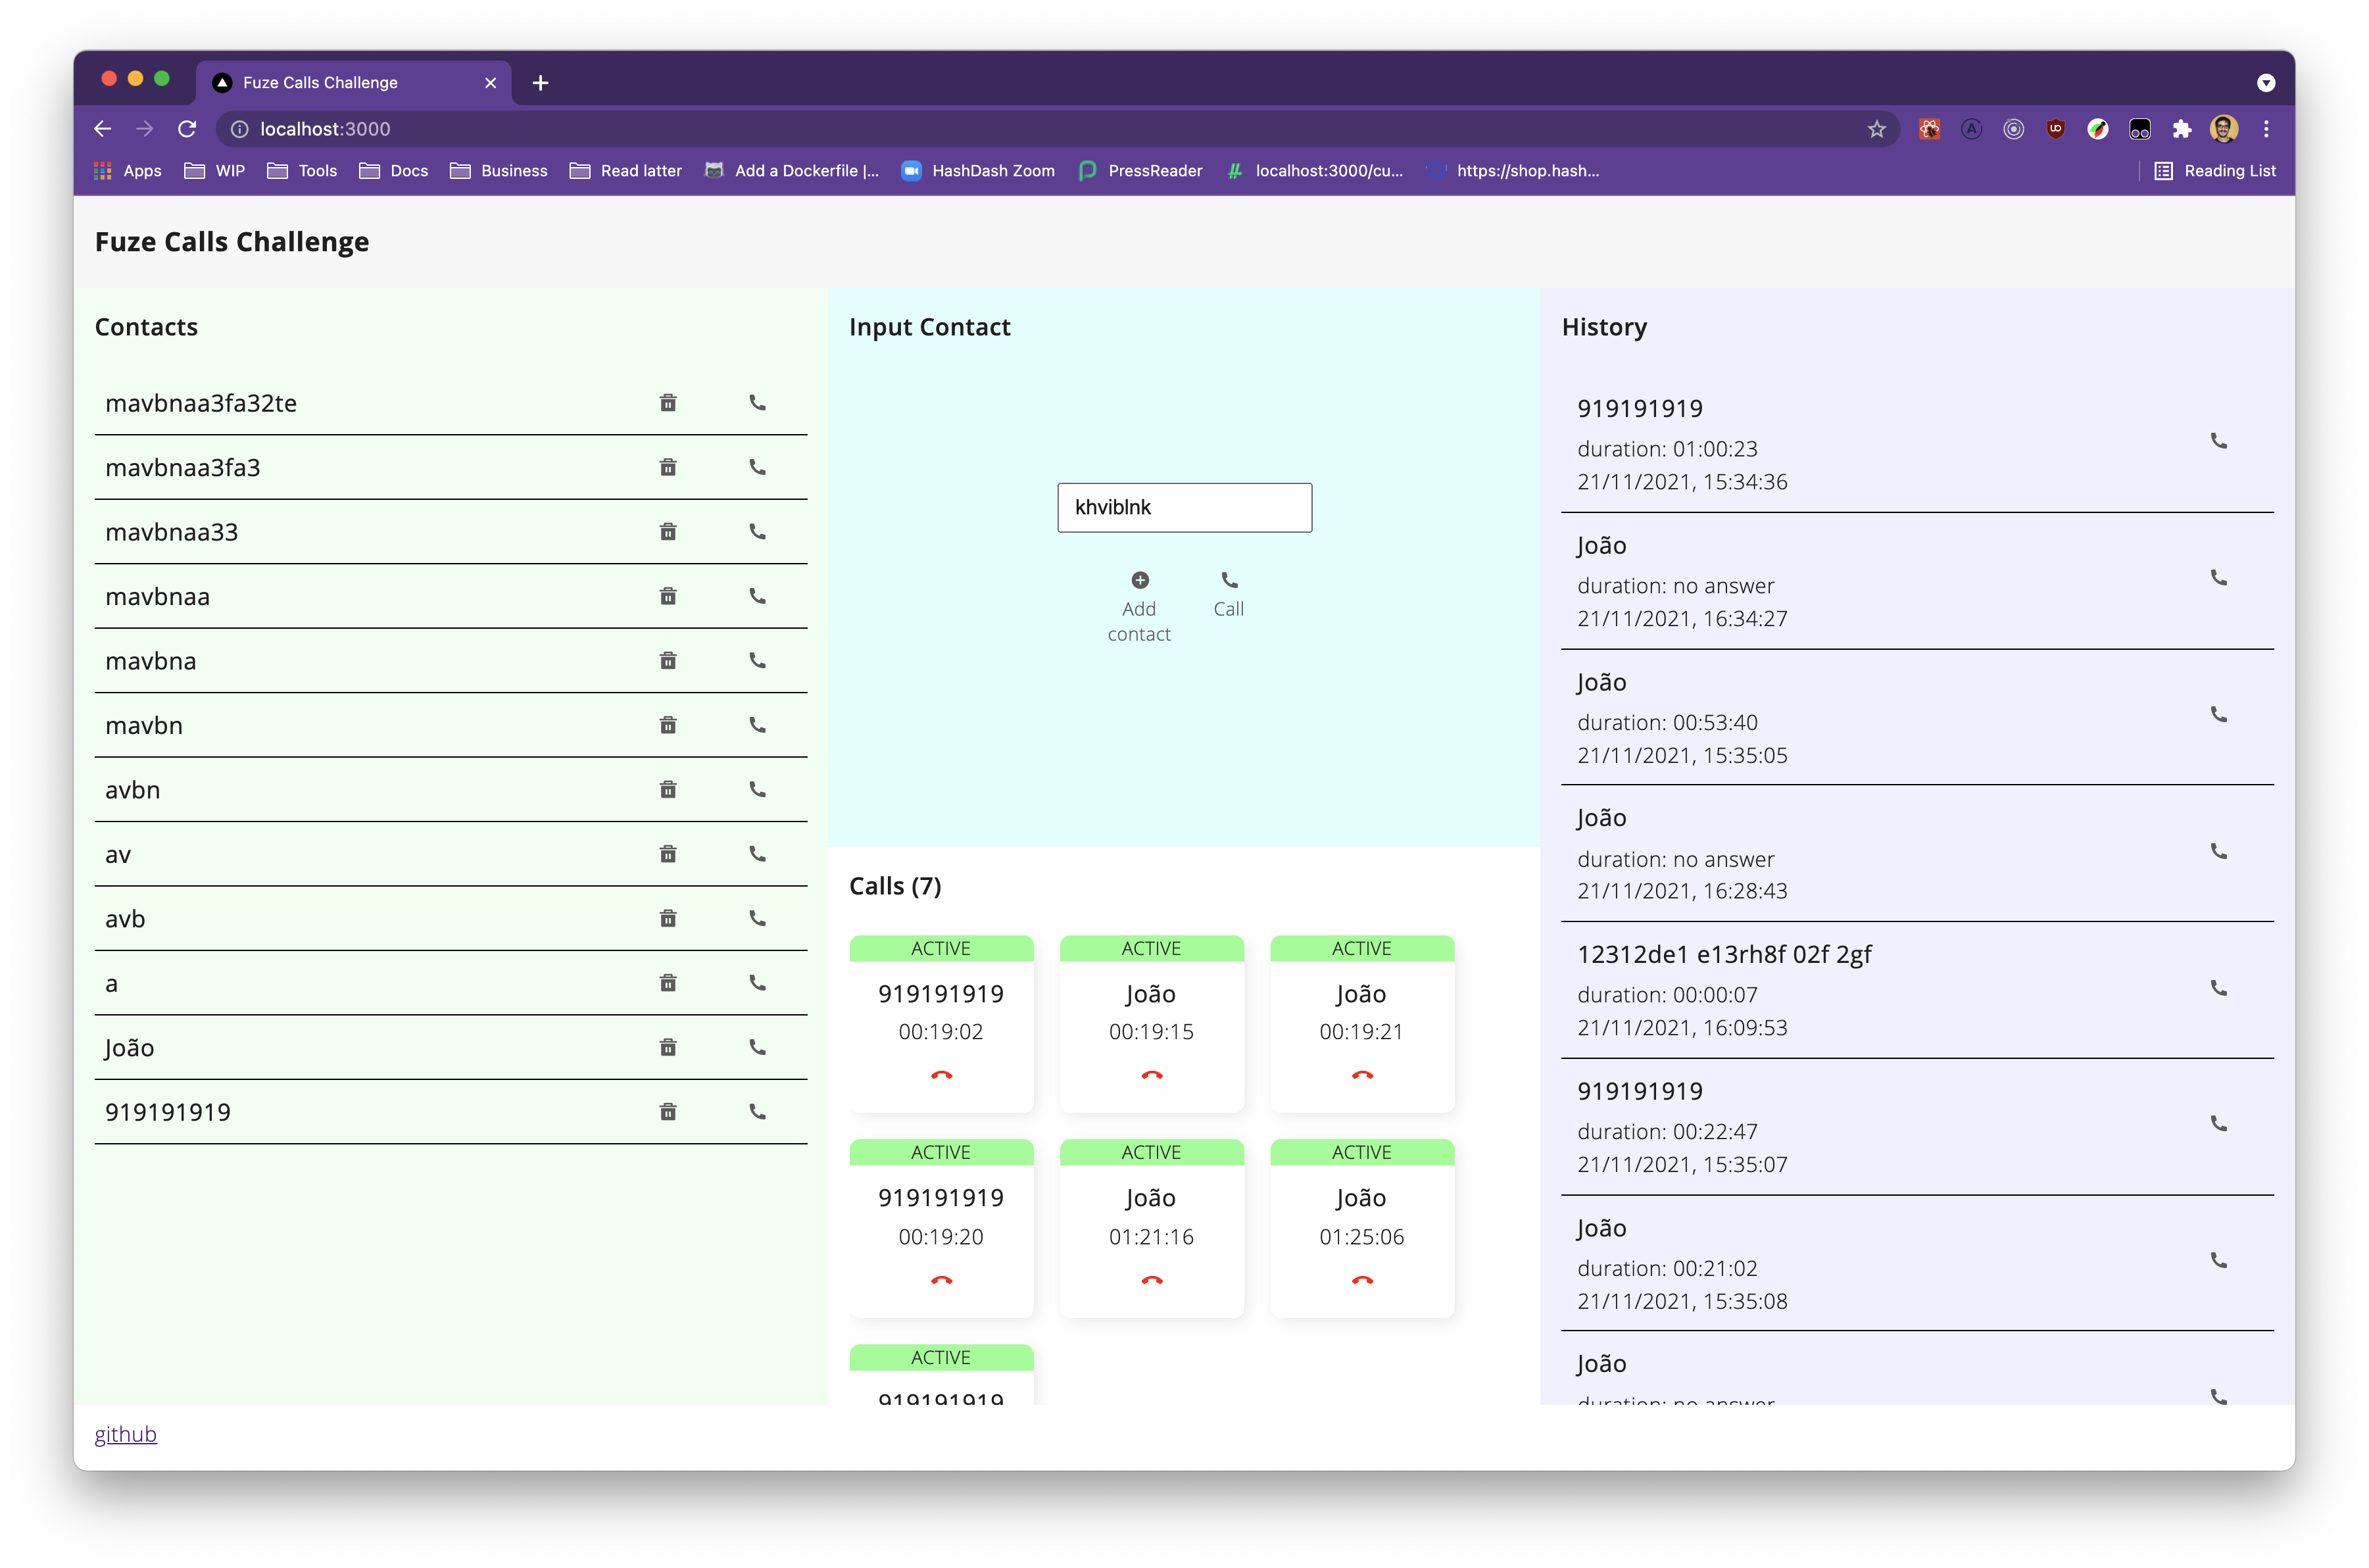 Fuze Calls Challenge
localhost:3000
Apps WIP Tools Docs Business Read latter Add a Dockerfile |... HashDash Zoom PressReader localhost:3000/cu... https://shop.hash... Reading List
Fuze Calls Challenge
Contacts
mavbnaa3fa32te
mavbnaa3fa3
mavbnaa33
mavbnaa
mavbna
mavbn
avbn
av
avb
a
João
919191919
Input Contact
khviblnk
Add contact
Call
Calls (7)
ACTIVE
919191919
00:19:02
ACTIVE
João
00:19:15
ACTIVE
João
00:19:21
ACTIVE
919191919
00:19:20
ACTIVE
João
01:21:16
ACTIVE
João
01:25:06
ACTIVE
919191919
History
919191919
duration: 01:00:23
21/11/2021, 15:34:36
João
duration: no answer
21/11/2021, 16:34:27
João
duration: 00:53:40
21/11/2021, 15:35:05
João
duration: no answer
21/11/2021, 16:28:43
12312de1 e13rh8f 02f 2gf
duration: 00:00:07
21/11/2021, 16:09:53
919191919
duration: 00:22:47
21/11/2021, 15:35:07
João
duration: 00:21:02
21/11/2021, 15:35:08
João
duration: no answer
github